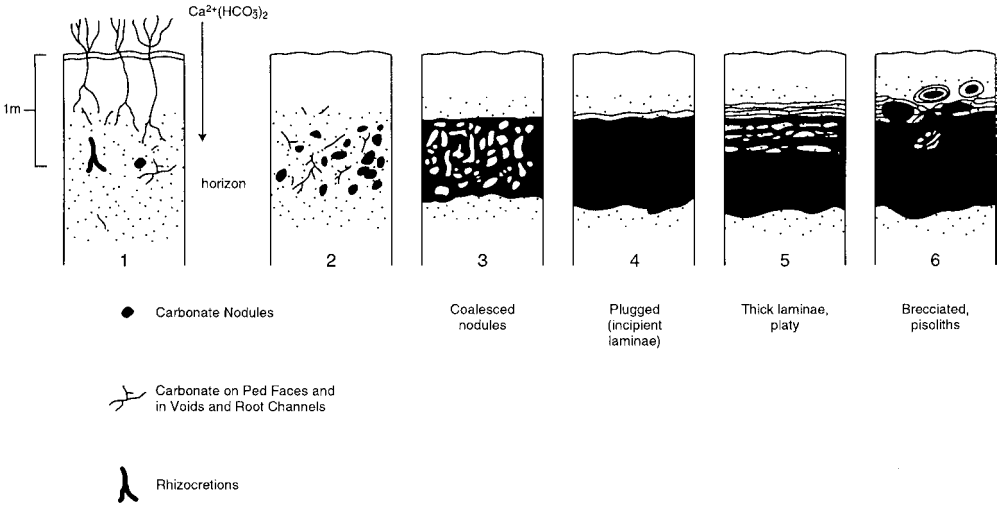 Ca²⁺(HCO₃⁻)₂
1m
horizon
1
2
3
4
5
6
Carbonate Nodules
Coalesced
nodules
Plugged
(incipient
laminae)
Thick laminae,
platy
Brecciated,
pisoliths
Carbonate on Ped Faces and
in Voids and Root Channels
Rhizocretions